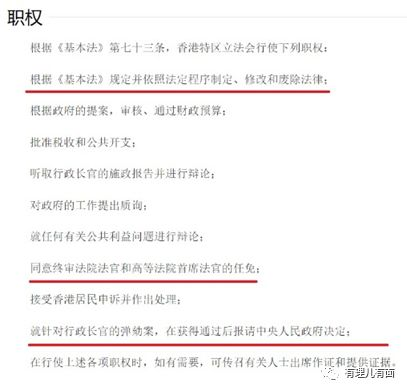 职权
根据《基本法》第七十三条，香港特区立法会行使下列职权：
根据《基本法》规定并依照法定程序制定、修改和废除法律；
根据政府的提案，审核、通过财政预算；
批准税收和公共开支；
听取行政长官的施政报告并进行辩论；
对政府的工作提出质询；
就任何有关公共利益问题进行辩论；
同意终审法院法官和高等法院首席法官的任免；
接受香港居民申诉并作出处理；
就针对行政长官的弹劾案，在获得通过后报请中央人民政府决定；
在行使上述各项职权时，如有需要，可传召有关人士出席作证和提供证据。
有理儿有面